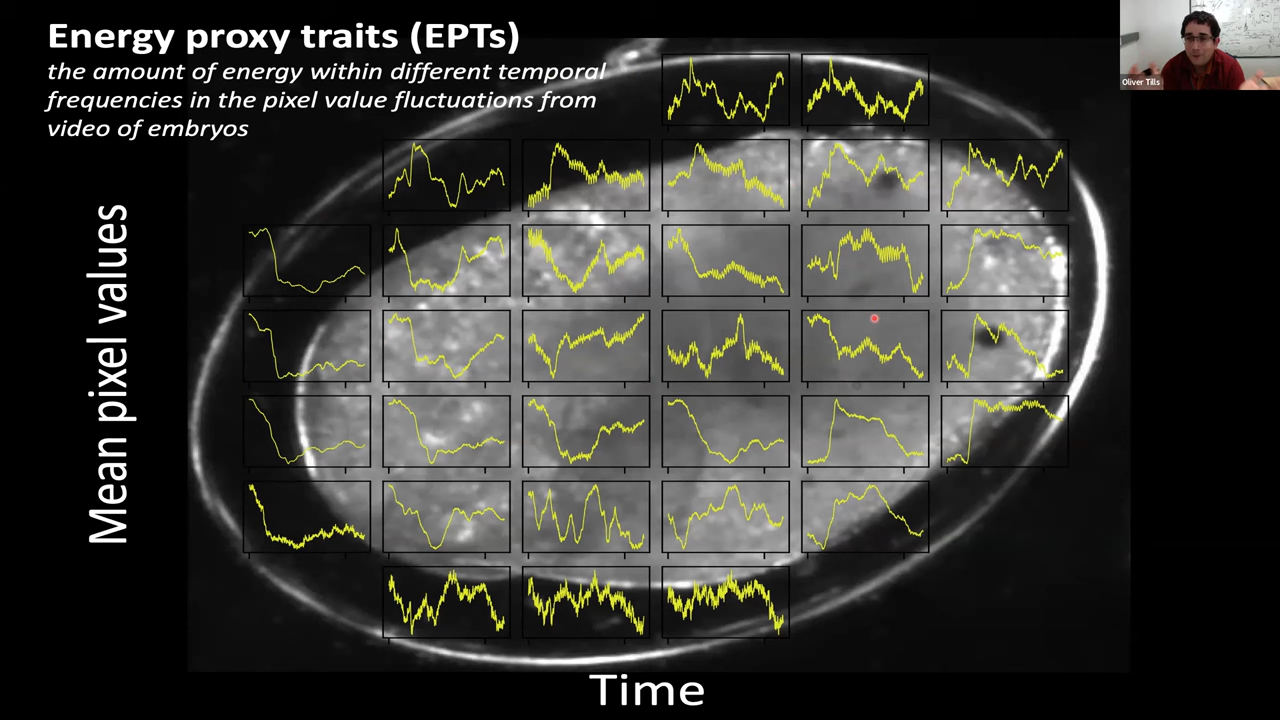 Energy proxy traits (EPTs)
the amount of energy within different temporal
frequencies in the pixel value fluctuations from
video of embryos
Oliver Tills
Mean pixel values
Time